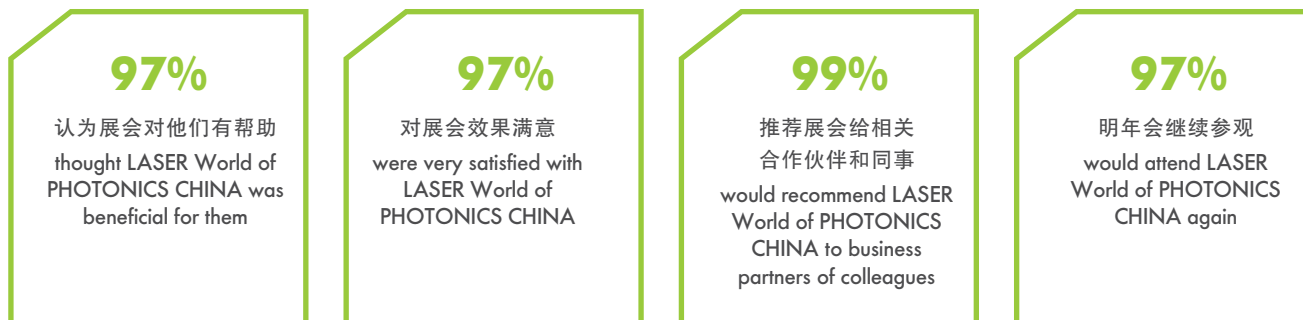 97%
认为展会对他们有帮助
thought LASER World of
PHOTONICS CHINA was
beneficial for them
97%
对展会效果满意
were very satisfied with
LASER World of
PHOTONICS CHINA
99%
推荐展会给相关
合作伙伴和同事
would recommend LASER
World of PHOTONICS
CHINA to business
partners of colleagues
97%
明年会继续参观
would attend LASER
World of PHOTONICS
CHINA again